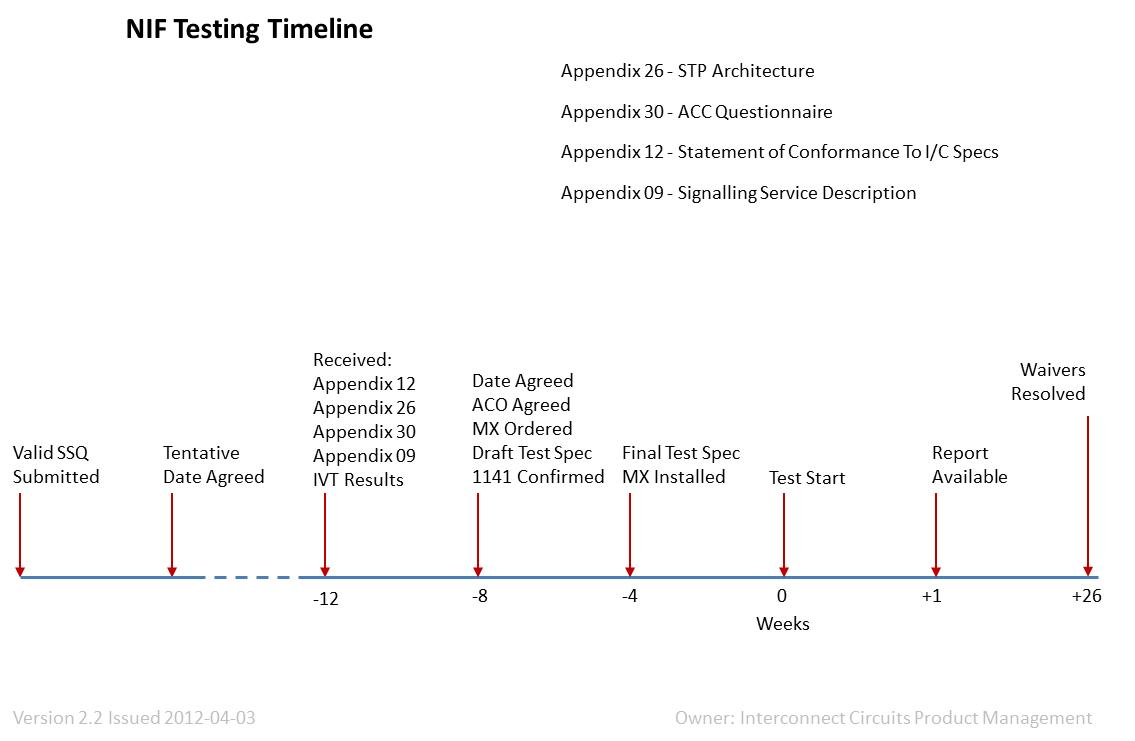 NIF Testing Timeline
Appendix 26 - STP Architecture
Appendix 30 - ACC Questionnaire
Appendix 12 - Statement of Conformance To I/C Specs
Appendix 09 - Signalling Service Description
Valid SSQ
Submitted
Tentative
Date Agreed
Received:
Appendix 12
Appendix 26
Appendix 30
Appendix 09
IVT Results
Date Agreed
ACO Agreed
MX Ordered
Draft Test Spec
1141 Confirmed
Final Test Spec
MX Installed
Test Start
Report
Available
Waivers
Resolved
-12
-8
-4
0
+1
+26
Weeks
Version 2.2 Issued 2012-04-03
Owner: Interconnect Circuits Product Management